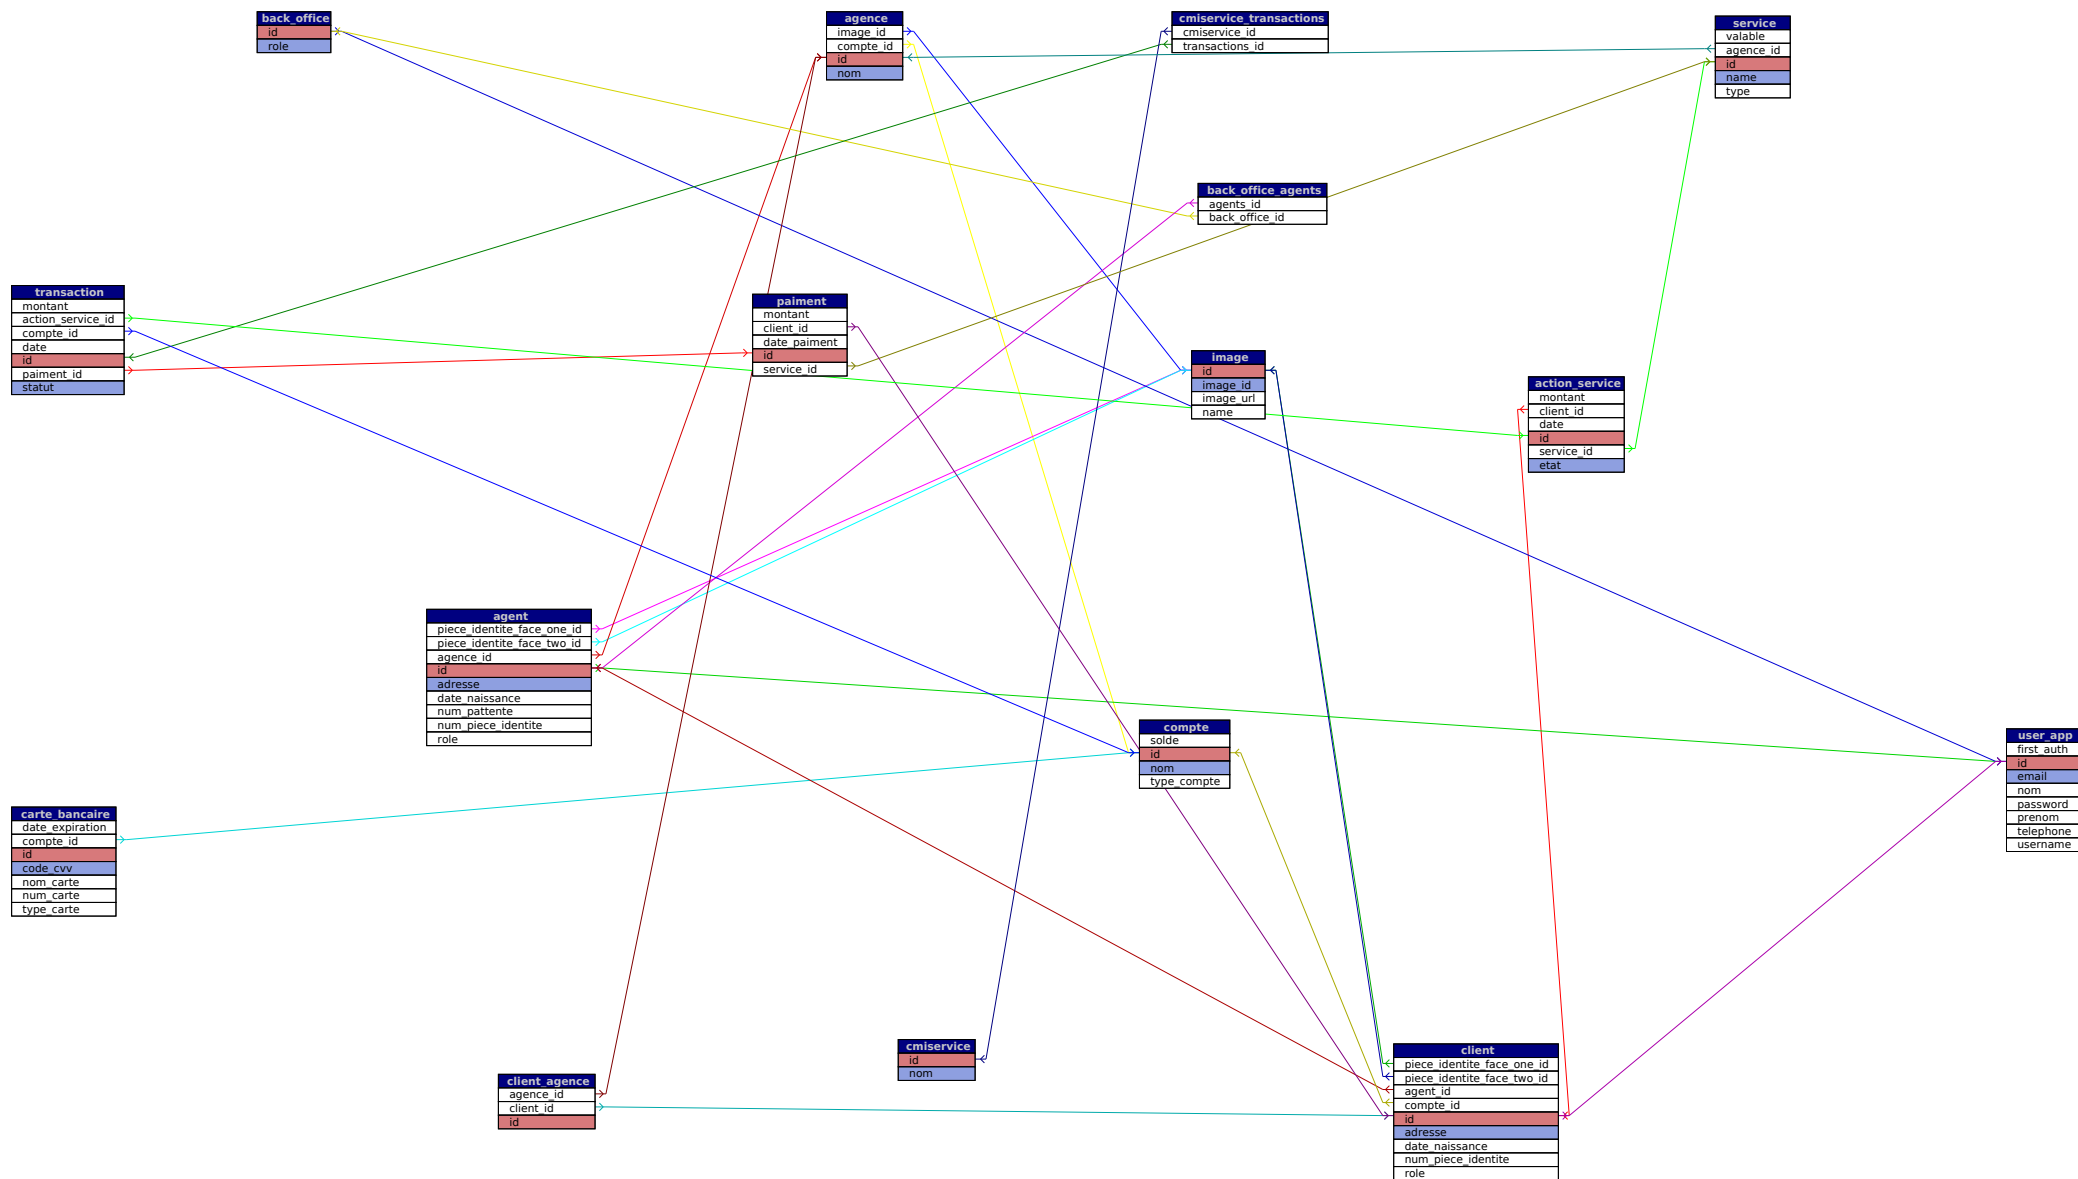 back_office
id
role
agence
image_id
compte_id
id
nom
cmiservice_transactions
cmiservice_id
transactions_id
service
valable
agence_id
id
name
type
back_office_agents
agents_id
back_office_id
transaction
montant
action_service_id
compte_id
date
id
paiment_id
statut
paiment
montant
client_id
date_paiment
id
service_id
image
id
image_id
image_url
name
action_service
montant
client_id
date
id
service_id
etat
agent
piece_identite_face_one_id
piece_identite_face_two_id
agence_id
id
adresse
date_naissance
num_pattente
num_piece_identite
role
compte
solde
id
nom
type_compte
user_app
first_auth
id
email
nom
password
prenom
telephone
username
carte_bancaire
date_expiration
compte_id
id
code_cvv
nom_carte
num_carte
type_carte
cmiservice
id
nom
client_agence
agence_id
client_id
id
client
piece_identite_face_one_id
piece_identite_face_two_id
agent_id
compte_id
id
adresse
date_naissance
num_piece_identite
role